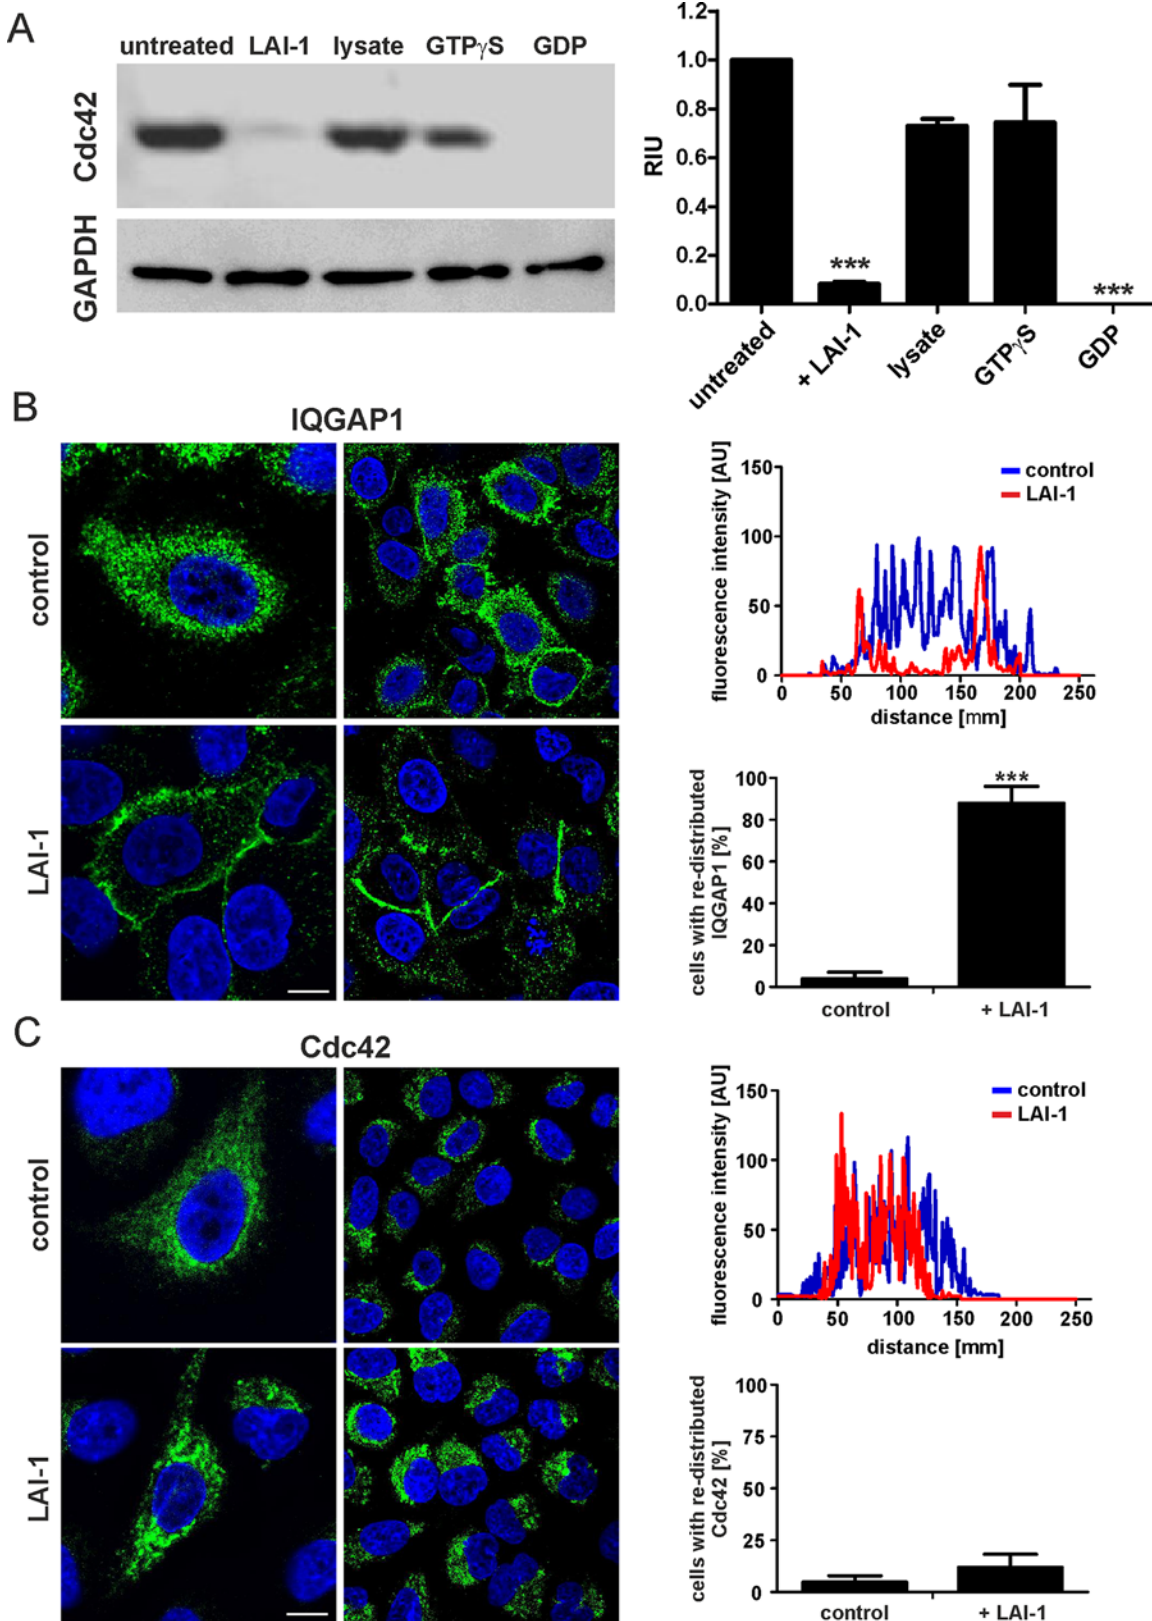 A
untreated LAI-1 lysate GTPγS GDP
Cdc42
GAPDH
RIU
1.2
1.0
0.8
0.6
0.4
0.2
0.0
***
***
untreated
+ LAI-1
lysate
GTPγS
GDP
B
IQGAP1
control
LAI-1
fluorescence intensity [AU]
150
100
50
0
control
LAI-1
0 50 100 150 200 250
distance [mm]
cells with re-distributed
IQGAP1 [%]
100
80
60
40
20
0
***
control + LAI-1
C
Cdc42
control
LAI-1
fluorescence intensity [AU]
150
100
50
0
control
LAI-1
0 50 100 150 200 250
distance [mm]
cells with re-distributed
Cdc42 [%]
100
75
50
25
0
control + LAI-1